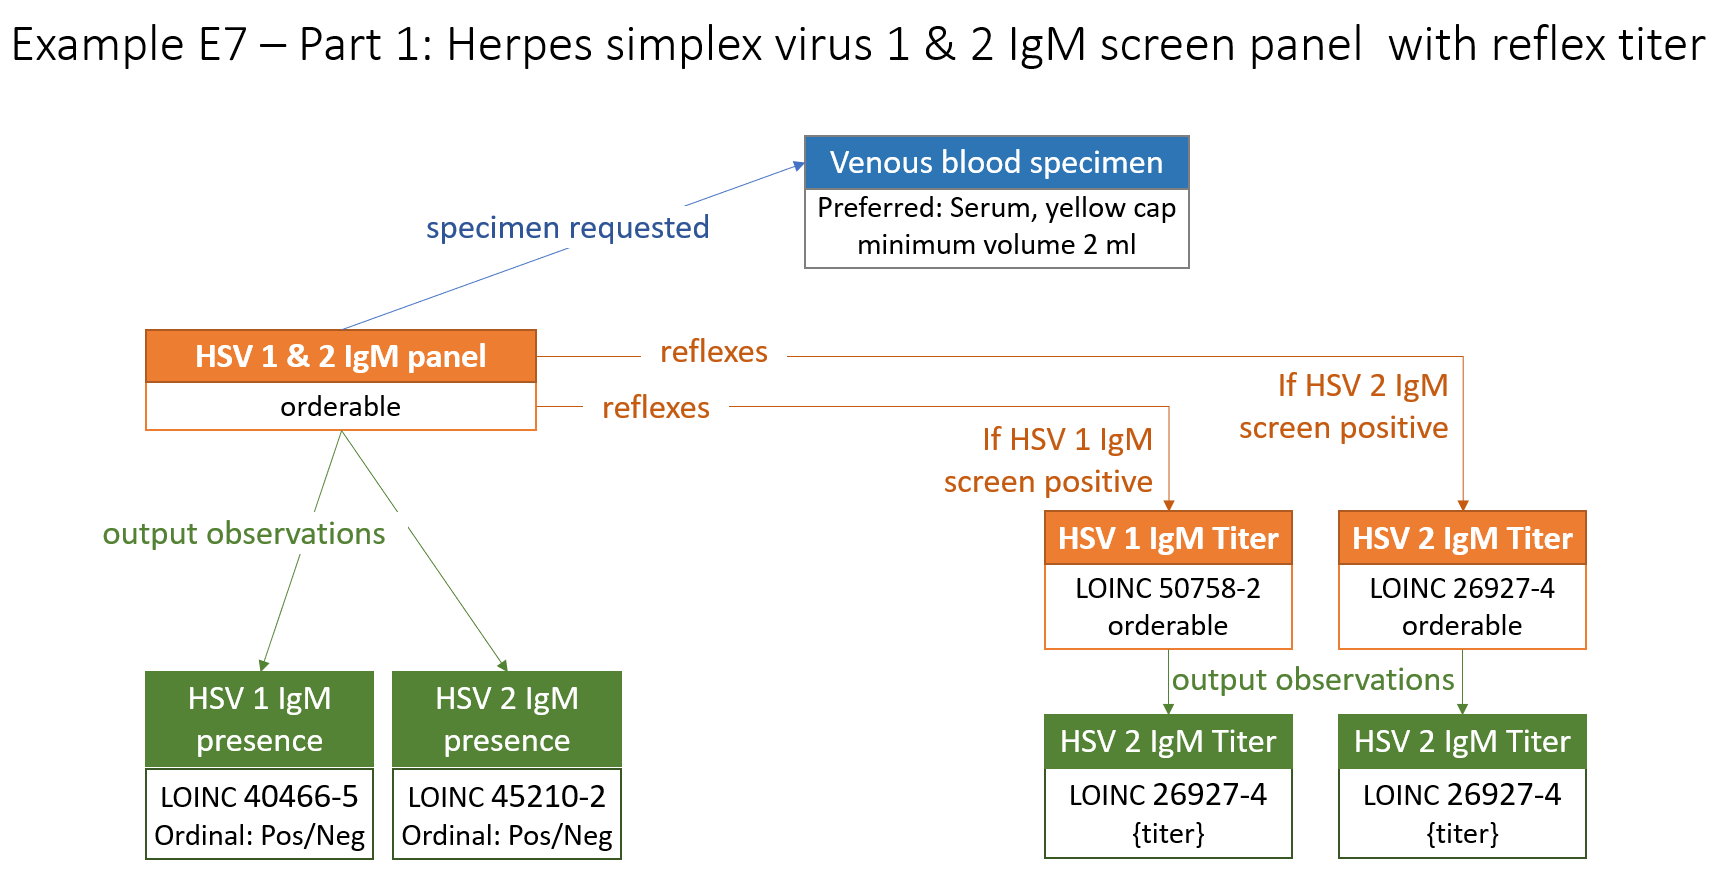 Example E7 – Part 1: Herpes simplex virus 1 & 2 IgM screen panel  with reflex titer
Venous blood specimen
Preferred: Serum, yellow cap
minimum volume 2 ml
specimen requested
HSV 1 & 2 IgM panel
orderable
reflexes
reflexes
If HSV 2 IgM
screen positive
If HSV 1 IgM
screen positive
output observations
HSV 1 IgM Titer
LOINC 50758-2
orderable
HSV 2 IgM Titer
LOINC 26927-4
orderable
output observations
HSV 1 IgM
presence
LOINC 40466-5
Ordinal: Pos/Neg
HSV 2 IgM
presence
LOINC 45210-2
Ordinal: Pos/Neg
HSV 2 IgM Titer
LOINC 26927-4
{titer}
HSV 2 IgM Titer
LOINC 26927-4
{titer}